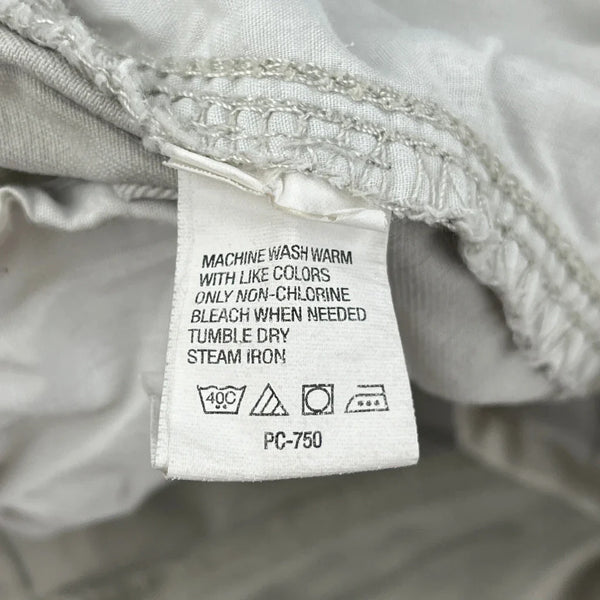 MACHINE WASH WARM
WITH LIKE COLORS
ONLY NON-CHLORINE
BLEACH WHEN NEEDED
TUMBLE DRY
STEAM IRON
40C
PC-750